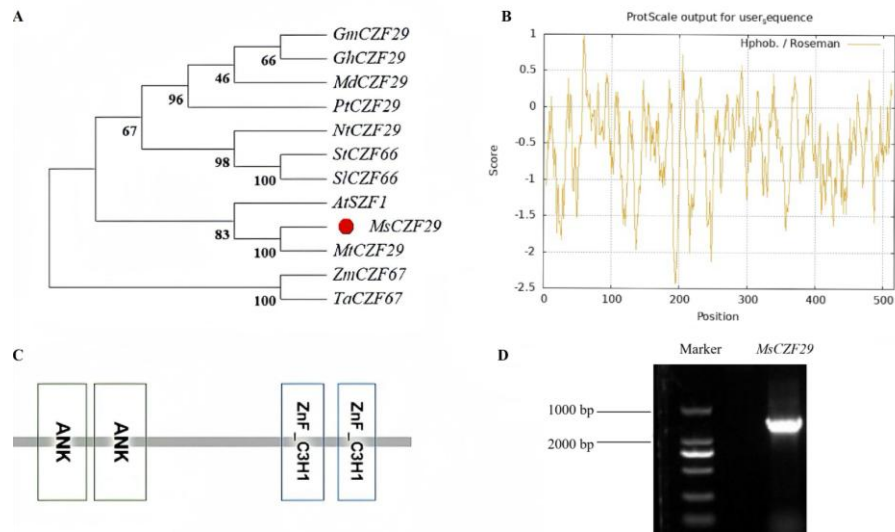 A
GmCZF29
GhCZF29
MdCZF29
PtCZF29
NtCZF29
StCZF66
SlCZF66
AtSZF1
MsCZF29
MtCZF29
ZmCZF67
TaCZF67
66
46
96
67
98
100
83
100
100
B
ProtScale output for user_sequence
Hphob. / Roseman
1
0.5
0
-0.5
-1
-1.5
-2
-2.5
Score
0 100 200 300 400 500
Position
C
ANK
ANK
ZnF_C3H1
ZnF_C3H1
D
Marker MsCZF29
1000 bp
2000 bp